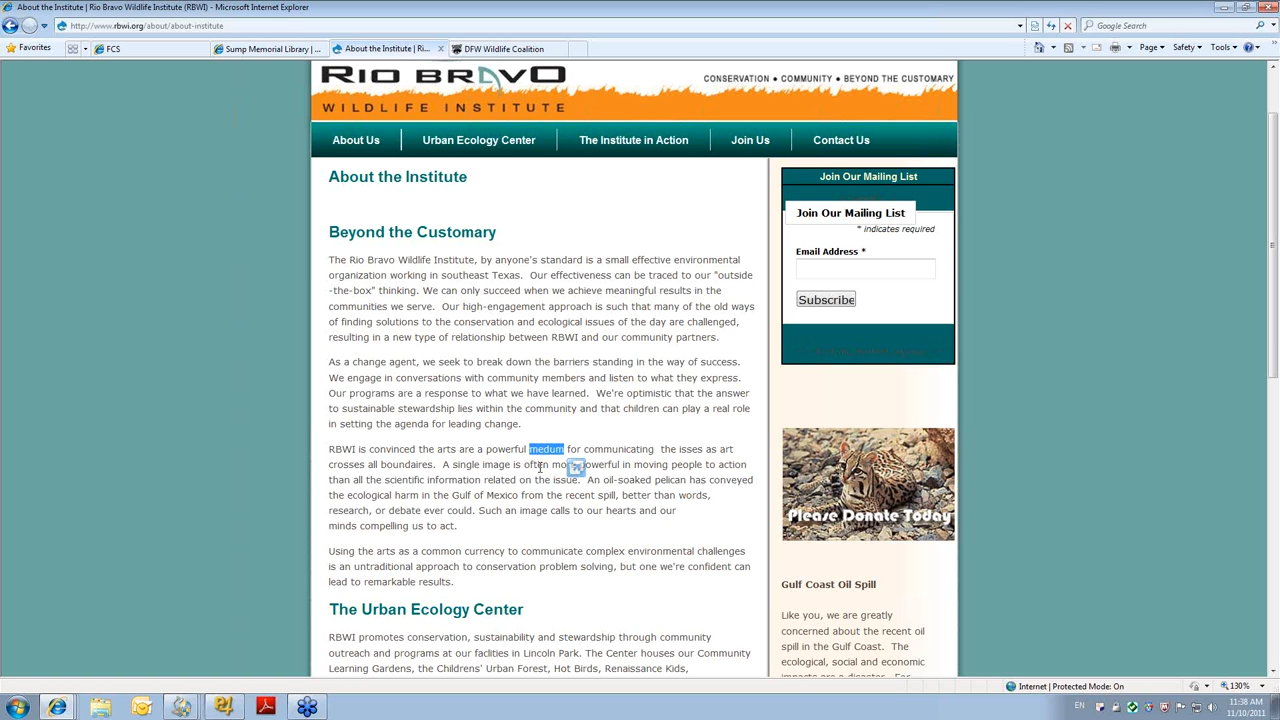 About the Institute | Rio Bravo Wildlife Institute (RBWI) - Microsoft Internet Explorer
http://www.rbwi.org/about/about-institute
Google Search
Favorites
FCS
Sump Memorial Library | ...
About the Institute | Ri...
DFW Wildlife Coalition
Page
Safety
Tools
RIO BRAVO
WILDLIFE INSTITUTE
CONSERVATION • COMMUNITY • BEYOND THE CUSTOMARY
About Us
Urban Ecology Center
The Institute in Action
Join Us
Contact Us
About the Institute
Beyond the Customary
The Rio Bravo Wildlife Institute, by anyone's standard is a small effective environmental
organization working in southeast Texas. Our effectiveness can be traced to our "outside
-the-box" thinking. We can only succeed when we achieve meaningful results in the
communities we serve. Our high-engagement approach is such that many of the old ways
of finding solutions to the conservation and ecological issues of the day are challenged,
resulting in a new type of relationship between RBWI and our community partners.
As a change agent, we seek to break down the barriers standing in the way of success.
We engage in conversations with community members and listen to what they express.
Our programs are a response to what we have learned. We're optimistic that the answer
to sustainable stewardship lies within the community and that children can play a real role
in setting the agenda for leading change.
RBWI is convinced the arts are a powerful medum for communicating the isses as art
crosses all boundaries. A single image is often powerful in moving people to action
than all the scientific information related on the issue. An oil-soaked pelican has conveyed
the ecological harm in the Gulf of Mexico from the recent spill, better than words,
research, or debate ever could. Such an image calls to our hearts and our
minds compelling us to act.
Using the arts as a common currency to communicate complex environmental challenges
is an untraditional approach to conservation problem solving, but one we're confident can
lead to remarkable results.
The Urban Ecology Center
RBWI promotes conservation, sustainability and stewardship through community
outreach and programs at our faclities in Lincoln Park. The Center houses our Community
Learning Gardens, the Childrens' Urban Forest, Hot Birds, Renaissance Kids,
Join Our Mailing List
Join Our Mailing List
* indicates required
Email Address *
Subscribe
Please Donate Today
Gulf Coast Oil Spill
Like you, we are greatly
concerned about the recent oil
spill in the Gulf Coast. The
ecological, social and economic
impacts are a disaster. For
Internet | Protected Mode: On
130%
EN
11:38 AM
11/10/2011